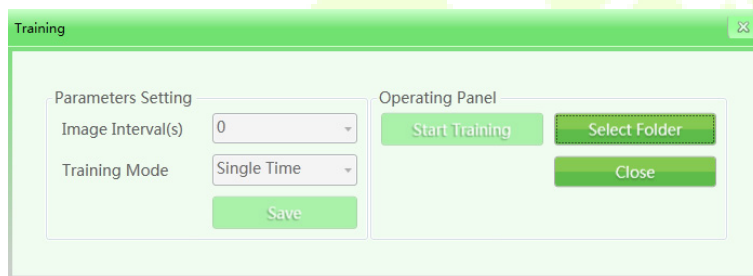 Training
Parameters Setting
Image Interval(s) 0
Training Mode Single Time
Save
Operating Panel
Start Training Select Folder
Close